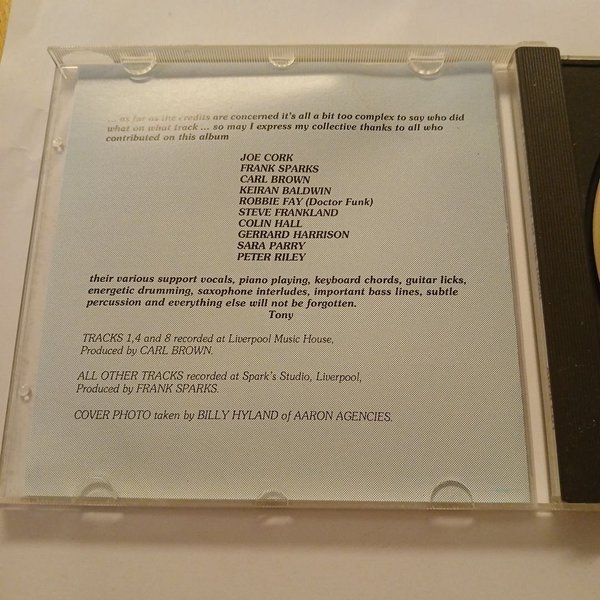 ... as far as the credits are concerned it's all a bit too complex to say who did
what on what track ... so may I express my collective thanks to all who
contributed on this album
JOE CORK
FRANK SPARKS
CARL BROWN
KEIRAN BALDWIN
ROBBIE FAY (Doctor Funk)
STEVE FRANKLAND
COLIN HALL
GERRARD HARRISON
SARA PARRY
PETER RILEY
their various support vocals, piano playing, keyboard chords, guitar licks,
energetic drumming, saxophone interludes, important bass lines, subtle
percussion and everything else will not be forgotten.
Tony
TRACKS 1,4 and 8 recorded at Liverpool Music House,
Produced by CARL BROWN.
ALL OTHER TRACKS recorded at Spark's Studio, Liverpool,
Produced by FRANK SPARKS.
COVER PHOTO taken by BILLY HYLAND of AARON AGENCIES.